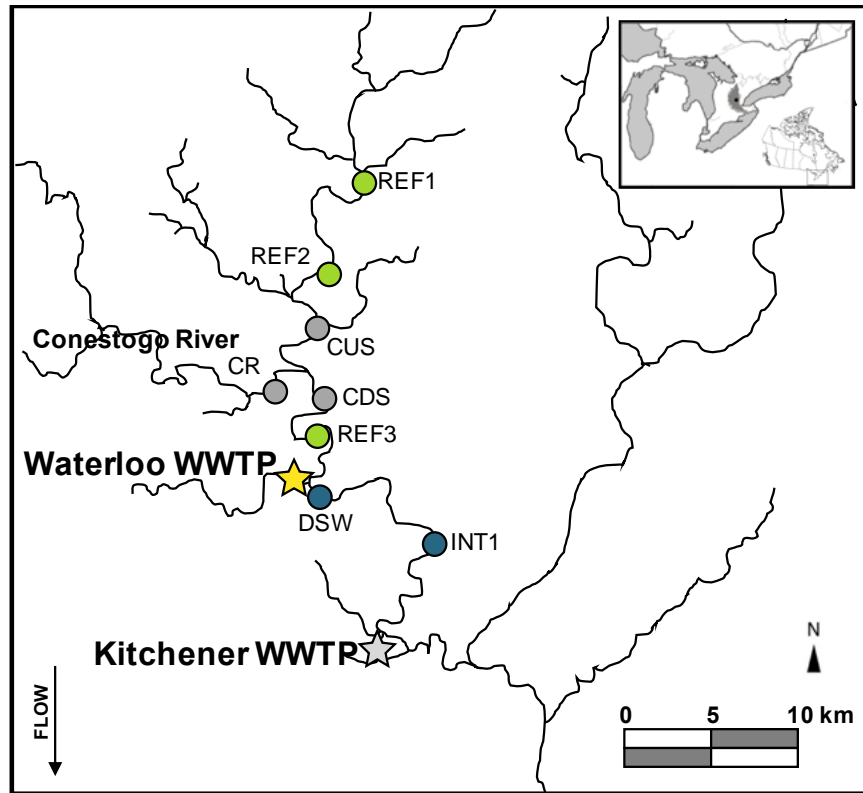 REF1
REF2
CUS
Conestogo River
CR
CDS
REF3
Waterloo WWTP
DSW
INT1
Kitchener WWTP
N
FLOW
0 5 10 km